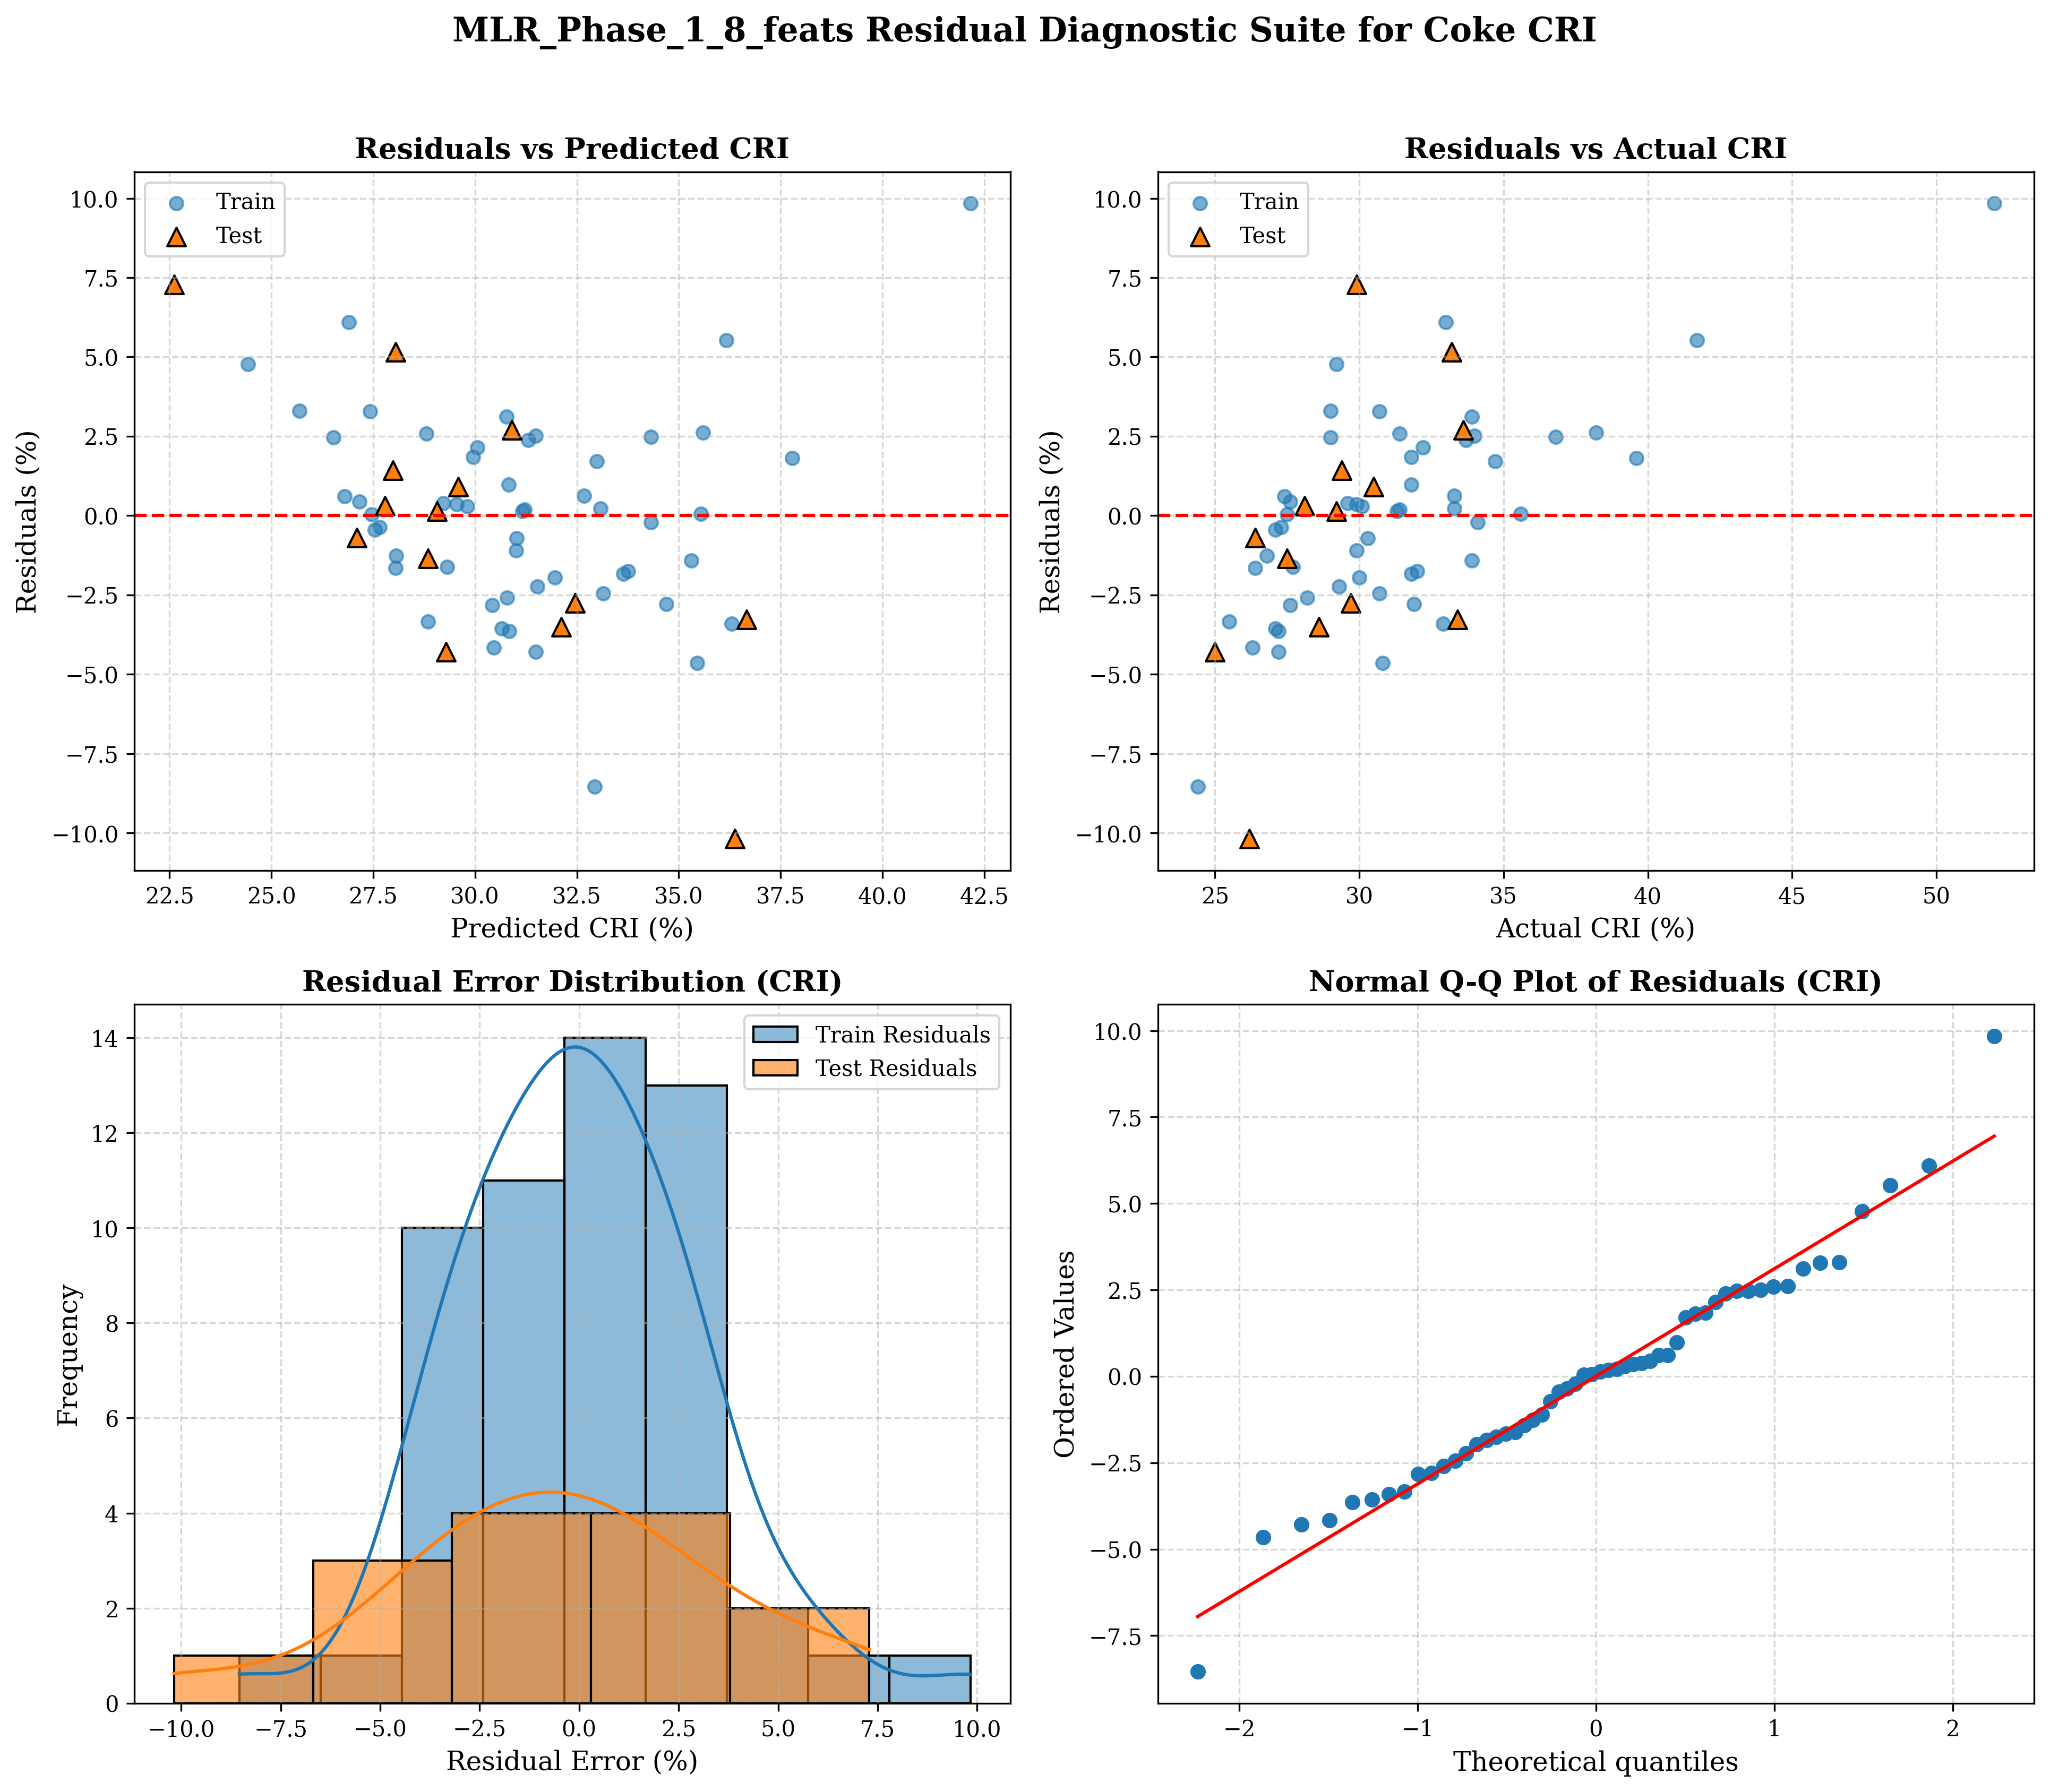 MLR_Phase_1_8_feats Residual Diagnostic Suite for Coke CRI
Residuals vs Predicted CRI
Train
Test
10.0
7.5
5.0
2.5
0.0
−2.5
−5.0
−7.5
−10.0
Residuals (%)
22.5 25.0 27.5 30.0 32.5 35.0 37.5 40.0 42.5
Predicted CRI (%)
Residuals vs Actual CRI
Train
Test
10.0
7.5
5.0
2.5
0.0
−2.5
−5.0
−7.5
−10.0
Residuals (%)
25 30 35 40 45 50
Actual CRI (%)
Residual Error Distribution (CRI)
Train Residuals
Test Residuals
14
12
10
8
6
4
2
0
Frequency
−10.0 −7.5 −5.0 −2.5 0.0 2.5 5.0 7.5 10.0
Residual Error (%)
Normal Q-Q Plot of Residuals (CRI)
10.0
7.5
5.0
2.5
0.0
−2.5
−5.0
−7.5
Ordered Values
−2 −1 0 1 2
Theoretical quantiles